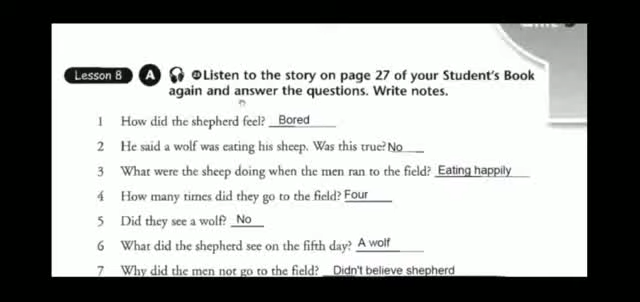 Lesson 8 A Listen to the story on page 27 of your Student's Book
again and answer the questions. Write notes.
1 How did the shepherd feel? Bored
2 He said a wolf was eating his sheep. Was this true? No
3 What were the sheep doing when the men ran to the field? Eating happily
4 How many times did they go to the field? Four
5 Did they see a wolf? No
6 What did the shepherd see on the fifth day? A wolf
7 Why did the men not go to the field? Didn't believe shepherd